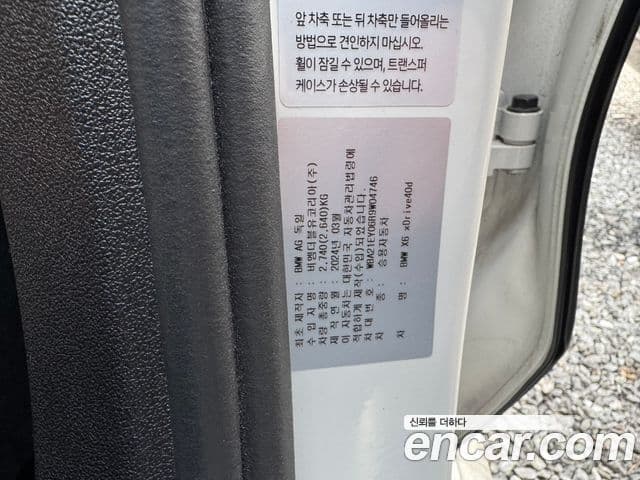 앞 차축 또는 뒤 차축만 들어올리는
방법으로 견인하지 마십시오.
휠이 잠길 수 있으며, 트랜스퍼
케이스가 손상될 수 있습니다.
최초 제작자 : BMW AG 독일
수 입 자 명 : 비엠더블유코리아(주)
차량 총중량 : 2,740(2,640)KG
제 작 연 월 : 2024년 03월
이 자동차는 대한민국 자동차관리법령에
적합하게 제작(수입)되었습니다.
차 대 번 호 : WBA21EY06R9W04746
차 종 : 승용자동차
차 명 : BMW X6 xDrive40d
신뢰를 더하다
encar.com